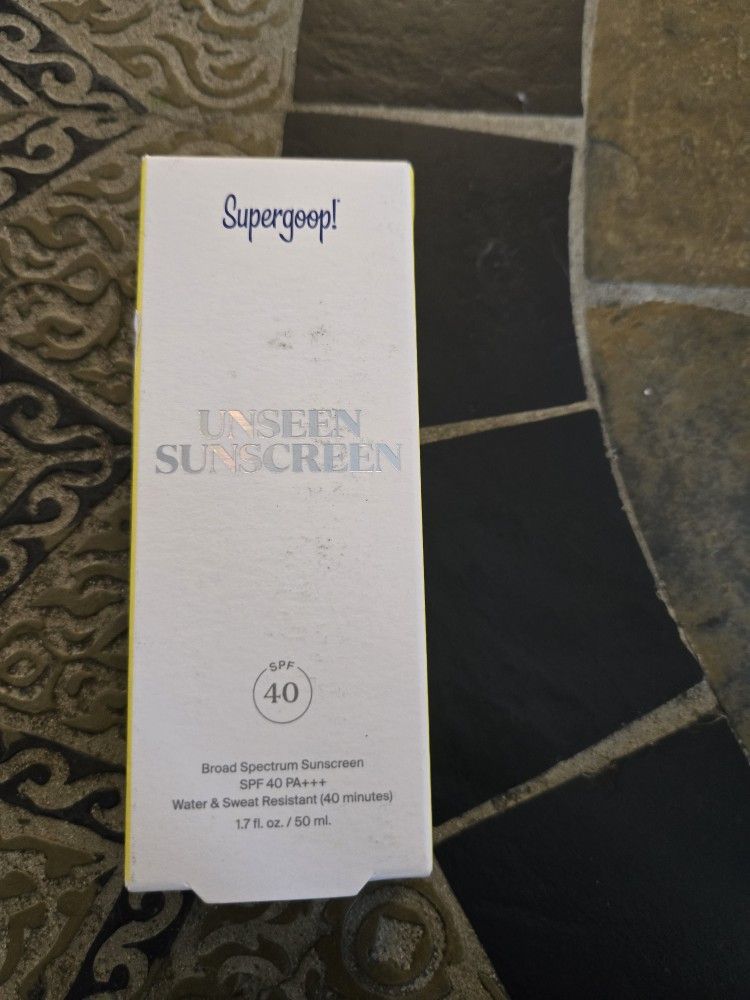 Supergoop!
UNSEEN
SUNSCREEN
SPF
40
Broad Spectrum Sunscreen
SPF 40 PA+++
Water & Sweat Resistant (40 minutes)
1.7 fl. oz. / 50 ml.